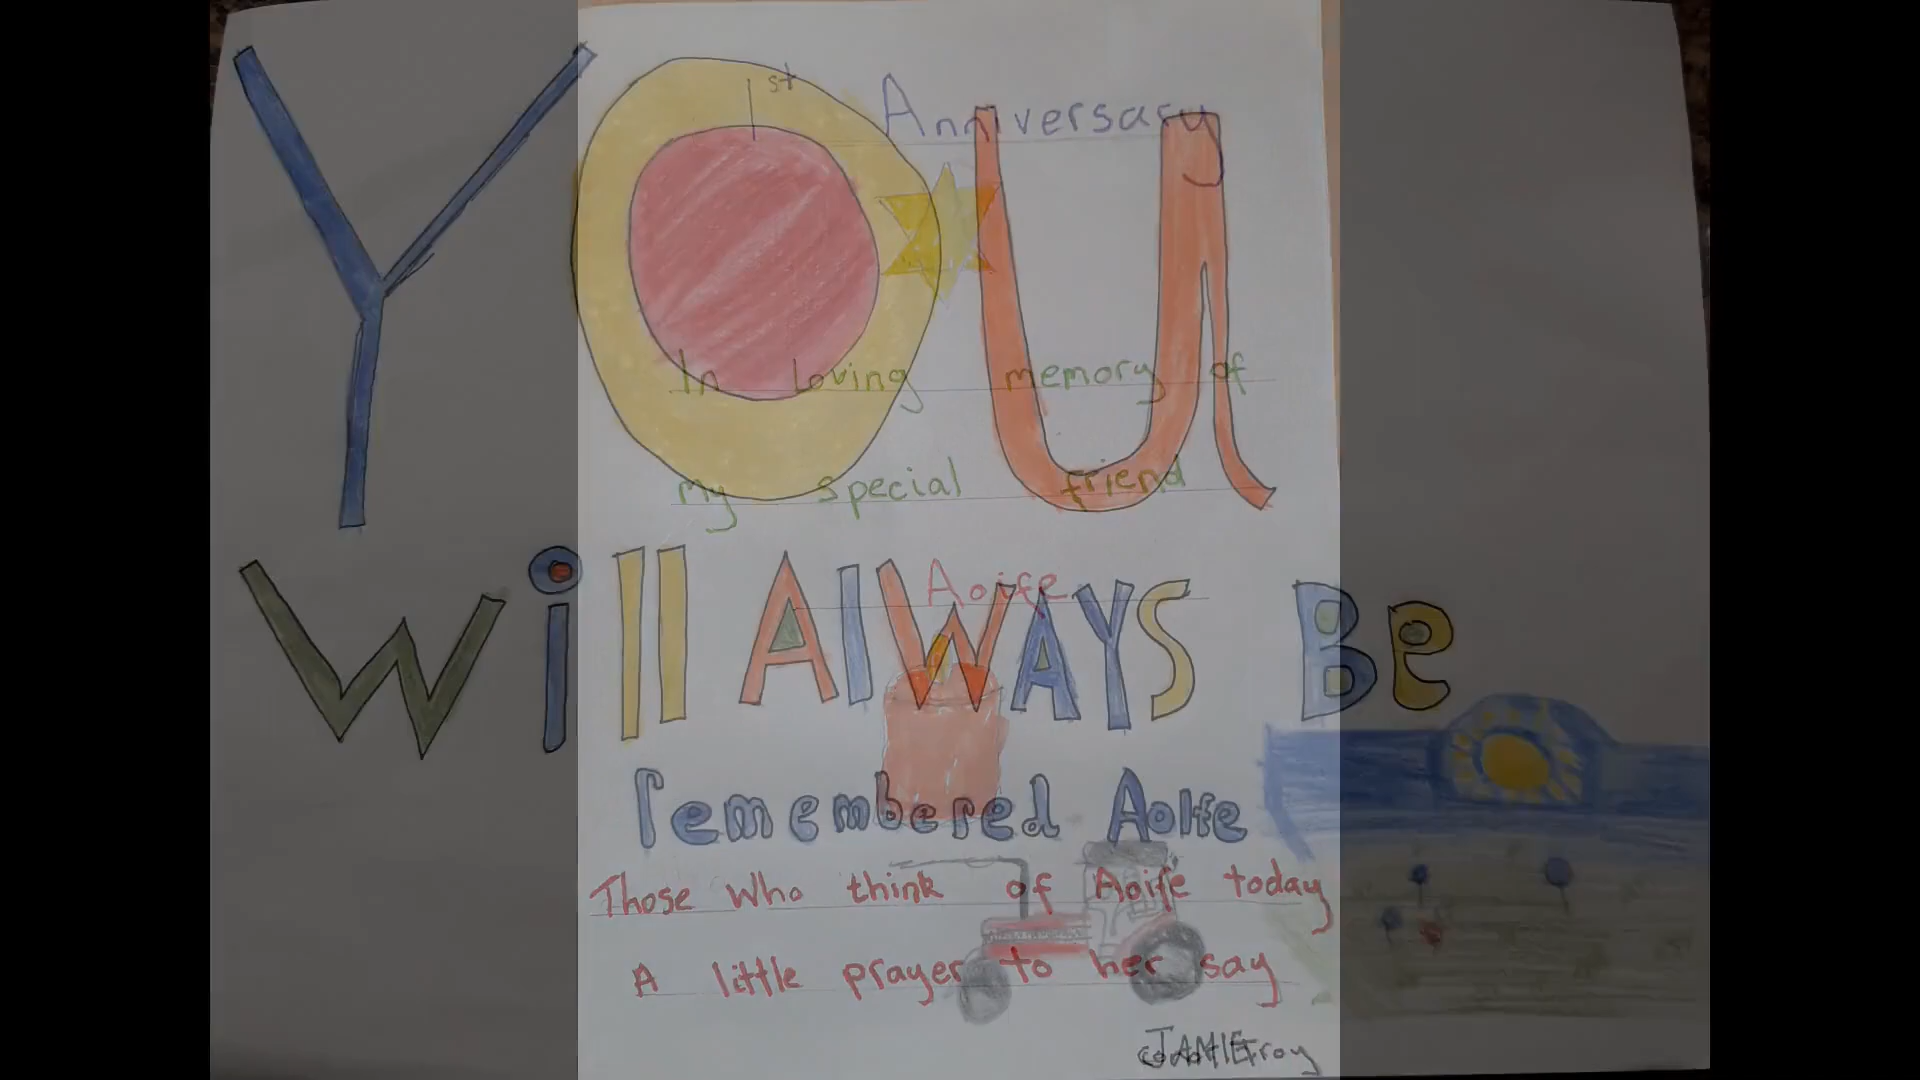 YOU
1st Anniversary
In loving memory of
my special friend
Aoife
Will AlWAYS Be
remembered Aoife
Those Who think of Aoife today
A little prayer to her say
JAMIE